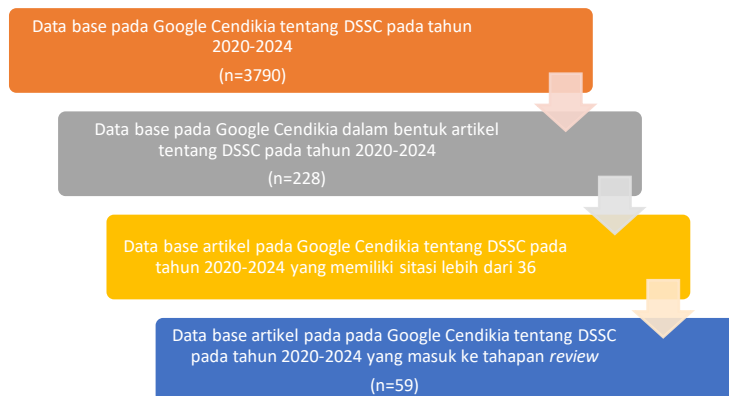 Data base pada Google Cendikia tentang DSSC pada tahun
2020-2024
(n=3790)
Data base pada Google Cendikia dalam bentuk artikel
tentang DSSC pada tahun 2020-2024
(n=228)
Data base artikel pada Google Cendikia tentang DSSC pada
tahun 2020-2024 yang memiliki sitasi lebih dari 36
Data base artikel pada pada Google Cendikia tentang DSSC
pada tahun 2020-2024 yang masuk ke tahapan review
(n=59)